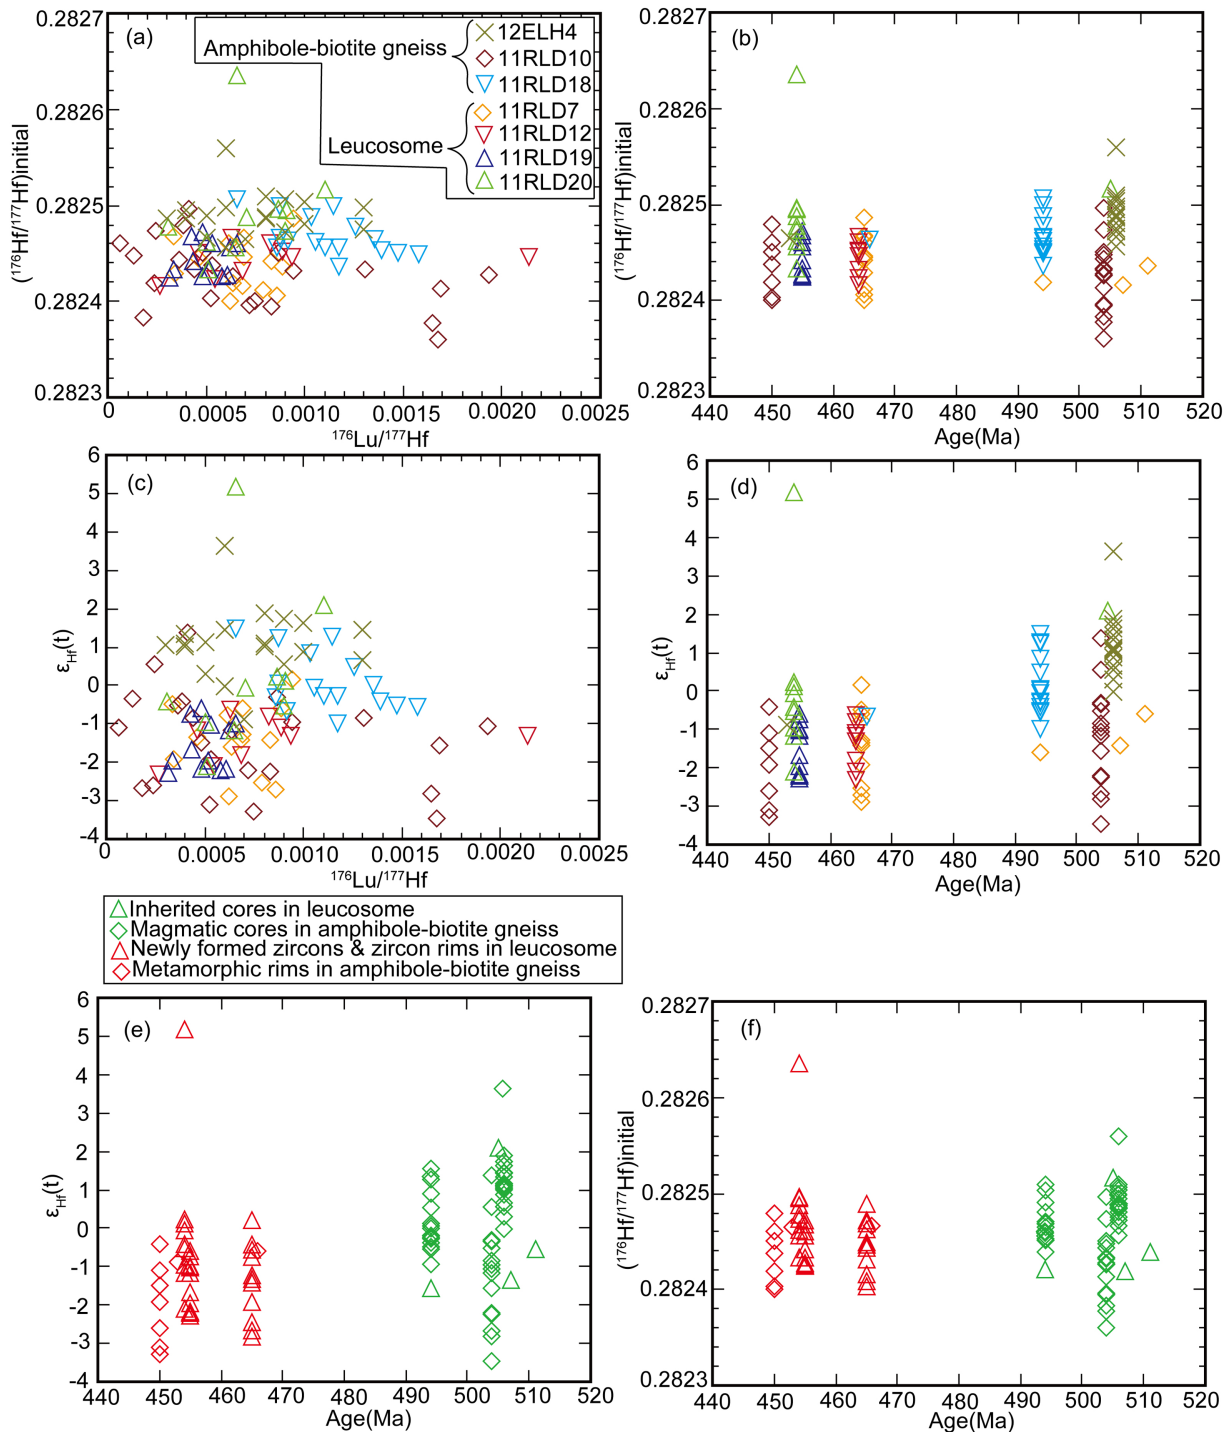 (a)
Amphibole-biotite gneiss
12ELH4
11RLD10
11RLD18
Leucosome
11RLD7
11RLD12
11RLD19
11RLD20
0.2827
0.2826
0.2825
0.2824
0.2823
(¹⁷⁶Hf/¹⁷⁷Hf)initial
0 0.0005 0.0010 0.0015 0.0020 0.0025
¹⁷⁶Lu/¹⁷⁷Hf
(b)
0.2827
0.2826
0.2825
0.2824
0.2823
(¹⁷⁶Hf/¹⁷⁷Hf)initial
440 450 460 470 480 490 500 510 520
Age(Ma)
(c)
6
5
4
3
2
1
0
-1
-2
-3
-4
εHf(t)
0 0.0005 0.0010 0.0015 0.0020 0.0025
¹⁷⁶Lu/¹⁷⁷Hf
(d)
6
5
4
3
2
1
0
-1
-2
-3
-4
εHf(t)
440 450 460 470 480 490 500 510 520
Age(Ma)
Inherited cores in leucosome
Magmatic cores in amphibole-biotite gneiss
Newly formed zircons & zircon rims in leucosome
Metamorphic rims in amphibole-biotite gneiss
(e)
6
5
4
3
2
1
0
-1
-2
-3
-4
εHf(t)
440 450 460 470 480 490 500 510 520
Age(Ma)
(f)
0.2827
0.2826
0.2825
0.2824
0.2823
(¹⁷⁶Hf/¹⁷⁷Hf)initial
440 450 460 470 480 490 500 510 520
Age(Ma)